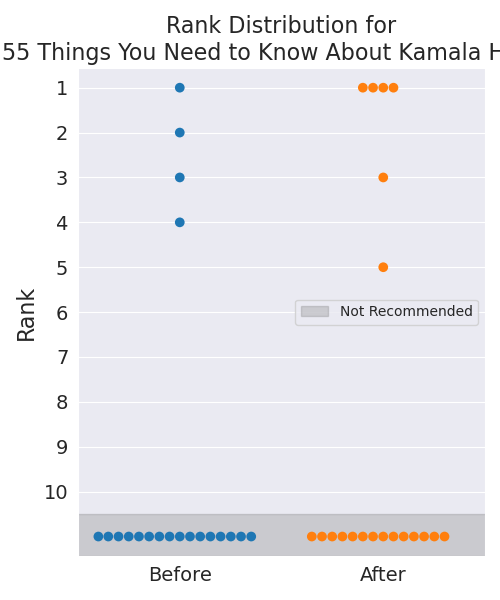 Rank Distribution for
55 Things You Need to Know About Kamala H
1
2
3
4
5
6
7
8
9
10
Rank
Not Recommended
Before
After